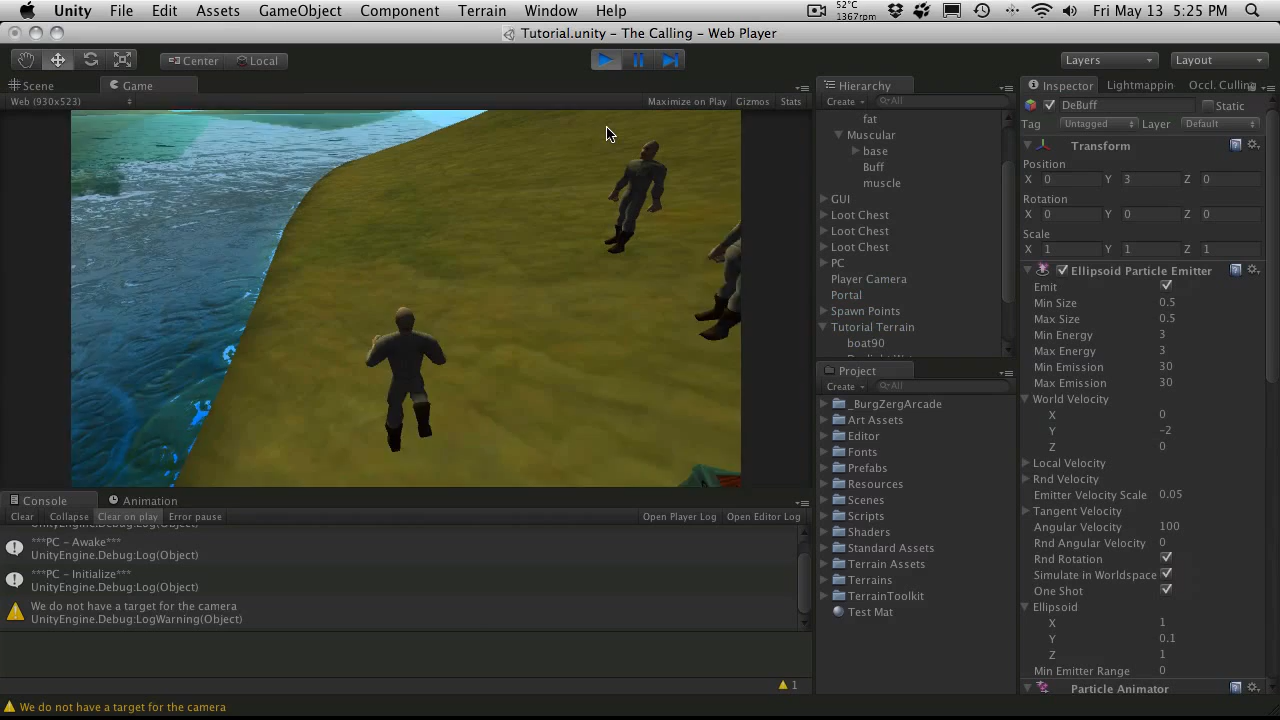 Unity File Edit Assets GameObject Component Terrain Window Help 52°C 1367rpm Fri May 13 5:25 PM
Tutorial.unity – The Calling – Web Player
Center Local Layers Layout
Scene Game Hierarchy Inspector Lightmappin Occl. Culling
Web (930x523) Maximize on Play Gizmos Stats Create All DeBuff Static
fat Tag Untagged Layer Default
Muscular
base Transform
Buff Position
muscle X 0 Y 3 Z 0
GUI Rotation
Loot Chest X 0 Y 0 Z 0
Loot Chest Scale
Loot Chest X 1 Y 1 Z 1
PC Ellipsoid Particle Emitter
Player Camera Emit
Portal Min Size 0.5
Spawn Points Max Size 0.5
Tutorial Terrain Min Energy 3
boat90 Max Energy 3
Min Emission 30
Project Max Emission 30
Create All World Velocity
_BurgZergArcade X 0
Art Assets Y –2
Editor Z 0
Fonts Local Velocity
Prefabs Rnd Velocity
Resources Emitter Velocity Scale 0.05
Scenes Tangent Velocity
Scripts Angular Velocity 100
Shaders Rnd Angular Velocity 0
Standard Assets Rnd Rotation
Terrain Assets Simulate in Worldspace
Terrains One Shot
TerrainToolkit Ellipsoid
Test Mat X 1
Y 0.1
Z 1
Min Emitter Range 0
Particle Animator
Console Animation
Clear Collapse Clear on play Error pause Open Player Log Open Editor Log
UnityEngine.Debug:Log(Object)
***PC – Awake***
UnityEngine.Debug:Log(Object)
***PC – Initialize***
UnityEngine.Debug:Log(Object)
We do not have a target for the camera
UnityEngine.Debug:LogWarning(Object)
1
We do not have a target for the camera